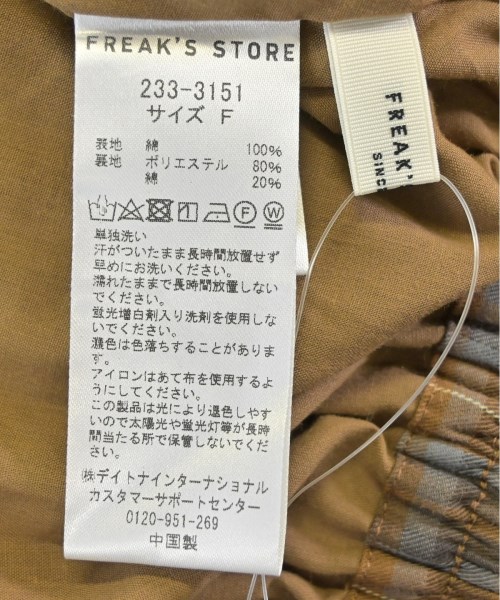 FREAK'S STORE
233-3151
サイズ F
表地 綿 100%
裏地 ポリエステル 80%
綿 20%
F W
単独洗い
汗がついたまま長時間放置せず
早めにお洗いください。
濡れたままで長時間放置しない
でください。
蛍光増白剤入り洗剤を使用しな
いでください。
濃色は色落ちすることがありま
す。
アイロンはあて布を使用するよ
うにしてください。
この製品は光により退色しやす
いので太陽光や蛍光灯等が長時
間当たる所で保管しないでくだ
さい。
㈱デイトナインターナショナル
カスタマーサポートセンター
0120-951-269
中国製
FREAK'S
SINC